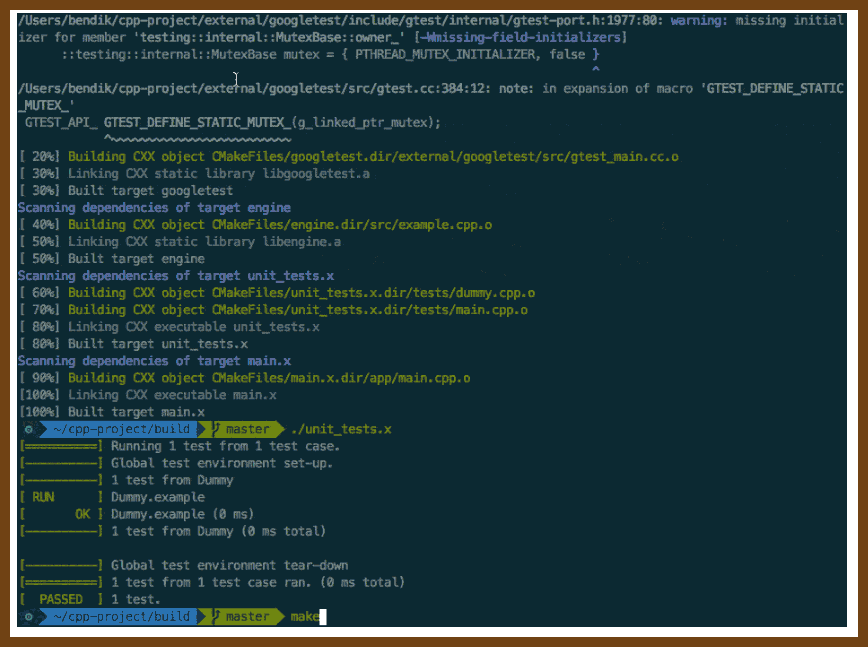 /Users/bendik/cpp-project/external/googletest/include/gtest/internal/gtest-port.h:1977:80: warning: missing initial
izer for member 'testing::internal::MutexBase::owner_' [-Wmissing-field-initializers]
::testing::internal::MutexBase mutex = { PTHREAD_MUTEX_INITIALIZER, false }
^
/Users/bendik/cpp-project/external/googletest/src/gtest.cc:384:12: note: in expansion of macro 'GTEST_DEFINE_STATIC
_MUTEX_'
GTEST_API_ GTEST_DEFINE_STATIC_MUTEX_(g_linked_ptr_mutex);
^~~~~~~~~~~~~~~~~~~~~~~~~~
[ 20%] Building CXX object CMakeFiles/googletest.dir/external/googletest/src/gtest_main.cc.o
[ 30%] Linking CXX static library libgoogletest.a
[ 30%] Built target googletest
Scanning dependencies of target engine
[ 40%] Building CXX object CMakeFiles/engine.dir/src/example.cpp.o
[ 50%] Linking CXX static library libengine.a
[ 50%] Built target engine
Scanning dependencies of target unit_tests.x
[ 60%] Building CXX object CMakeFiles/unit_tests.x.dir/tests/dummy.cpp.o
[ 70%] Building CXX object CMakeFiles/unit_tests.x.dir/tests/main.cpp.o
[ 80%] Linking CXX executable unit_tests.x
[ 80%] Built target unit_tests.x
Scanning dependencies of target main.x
[ 90%] Building CXX object CMakeFiles/main.x.dir/app/main.cpp.o
[100%] Linking CXX executable main.x
[100%] Built target main.x
~/cpp-project/build master ./unit_tests.x
[==========] Running 1 test from 1 test case.
[----------] Global test environment set-up.
[----------] 1 test from Dummy
[ RUN      ] Dummy.example
[       OK ] Dummy.example (0 ms)
[----------] 1 test from Dummy (0 ms total)
[----------] Global test environment tear-down
[==========] 1 test from 1 test case ran. (0 ms total)
[  PASSED  ] 1 test.
~/cpp-project/build master make